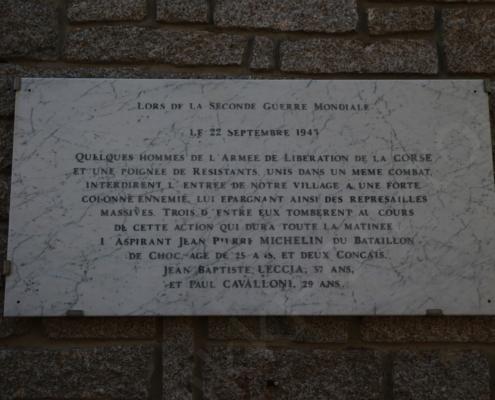 LORS DE LA SECONDE GUERRE MONDIALE
LE 22 SEPTEMBRE 1943
QUELQUES HOMMES DE L'ARMEE DE LIBERATION DE LA CORSE
ET UNE POIGNEE DE RESISTANTS, UNIS DANS UN MEME COMBAT,
INTERDIRENT L'ENTREE DE NOTRE VILLAGE A UNE FORTE
COLONNE ENNEMIE, LUI EPARGNANT AINSI DES REPRESAILLES
MASSIVES. TROIS D'ENTRE EUX TOMBERENT AU COURS
DE CETTE ACTION QUI DURA TOUTE LA MATINEE
L'ASPIRANT JEAN PIERRE MICHELIN DU BATAILLON
DE CHOC, AGE DE 25 A S, ET DEUX CONCAIS,
JEAN BAPTISTE LECCIA, 37 ANS,
ET PAUL CAVALLONI, 29 ANS.